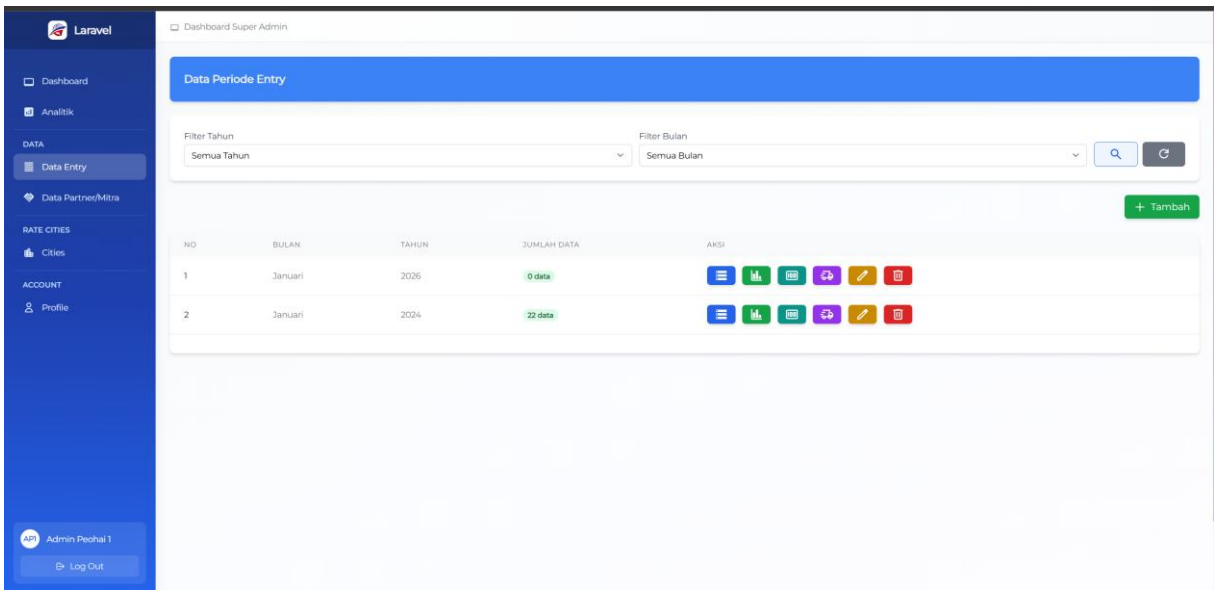 Laravel
Dashboard Super Admin
Dashboard
Analitik
DATA
Data Entry
Data Partner/Mitra
RATE CITIES
Cities
ACCOUNT
Profile
AP1 Admin Peohai 1
Log Out
Data Periode Entry
Filter Tahun Filter Bulan
Semua Tahun Semua Bulan
+ Tambah
NO BULAN TAHUN JUMLAH DATA AKSI
1 Januari 2026 0 data
2 Januari 2024 22 data